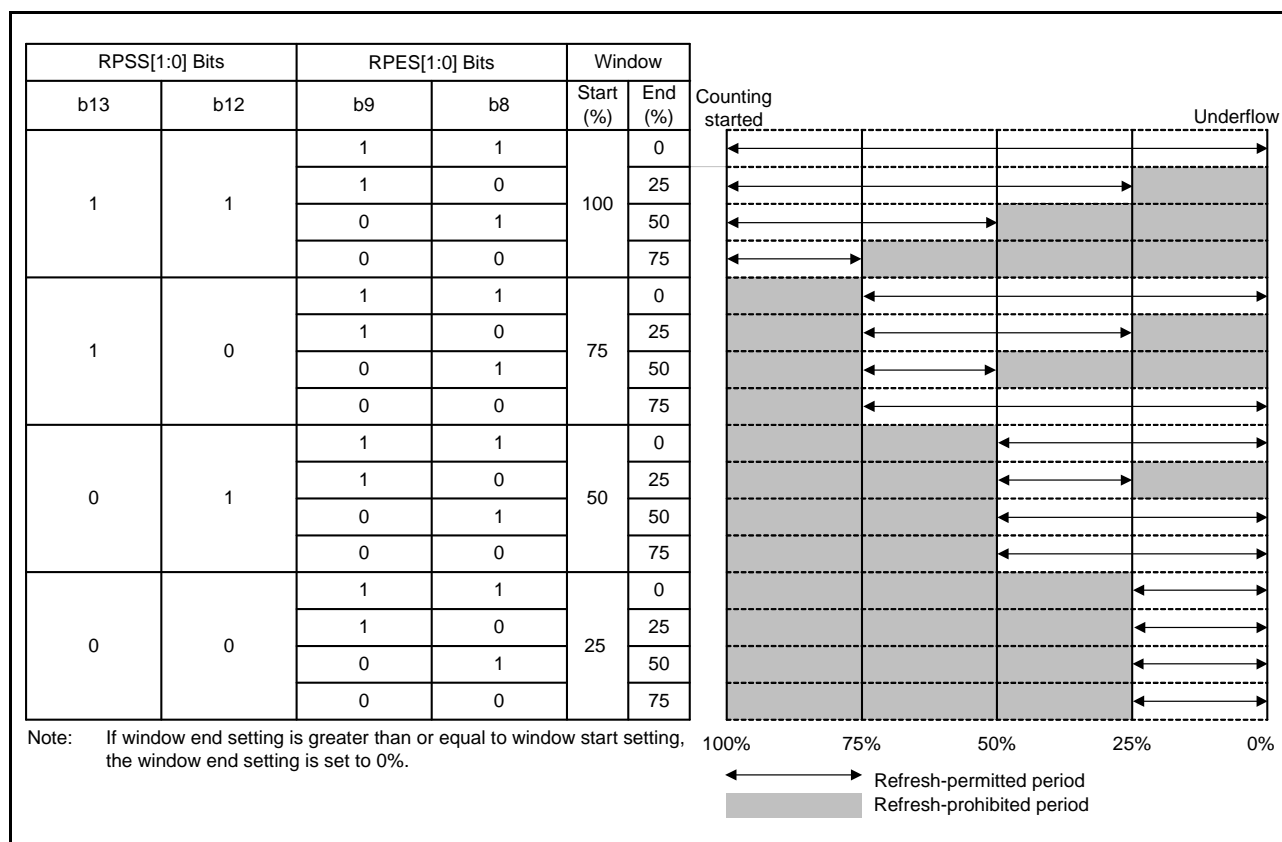 RPSS[1:0] Bits RPES[1:0] Bits Window
b13 b12 b9 b8 Start (%) End (%)
Counting started
Underflow
1 1 1 1 100 0
1 0 25
0 1 50
0 0 75
1 0 1 1 75 0
1 0 25
0 1 50
0 0 75
0 1 1 1 50 0
1 0 25
0 1 50
0 0 75
0 0 1 1 25 0
1 0 25
0 1 50
0 0 75
100% 75% 50% 25% 0%
Note: If window end setting is greater than or equal to window start setting,
the window end setting is set to 0%.
Refresh-permitted period
Refresh-prohibited period